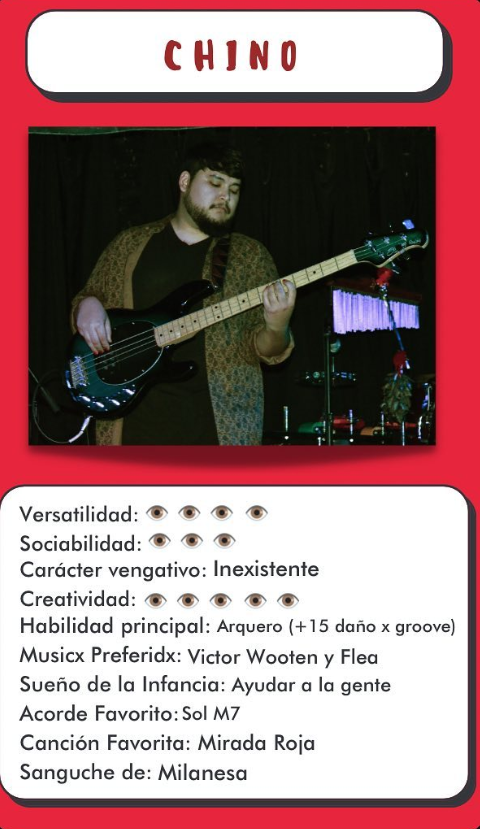 CHINO
Versatilidad: 👁 👁 👁 👁
Sociabilidad: 👁 👁 👁
Carácter vengativo: Inexistente
Creatividad: 👁 👁 👁 👁 👁
Habilidad principal: Arquero (+15 daño x groove)
Musicx Preferidx: Victor Wooten y Flea
Sueño de la Infancia: Ayudar a la gente
Acorde Favorito: Sol M7
Canción Favorita: Mirada Roja
Sanguche de: Milanesa